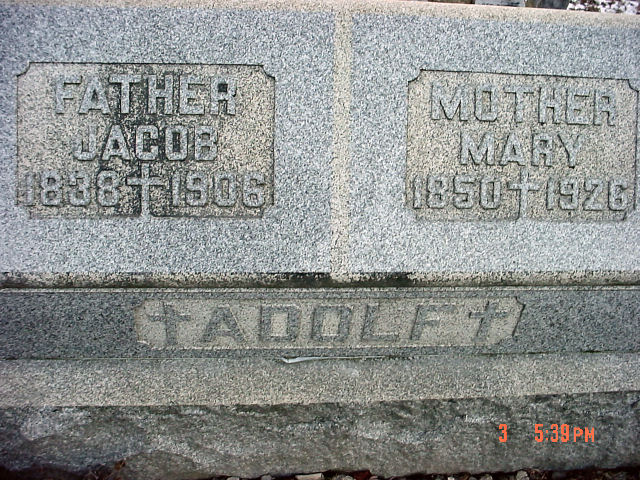 FATHER
JACOB
1838✝1906
MOTHER
MARY
1850✝1926
✝ADOLF✝
3 5:39PM